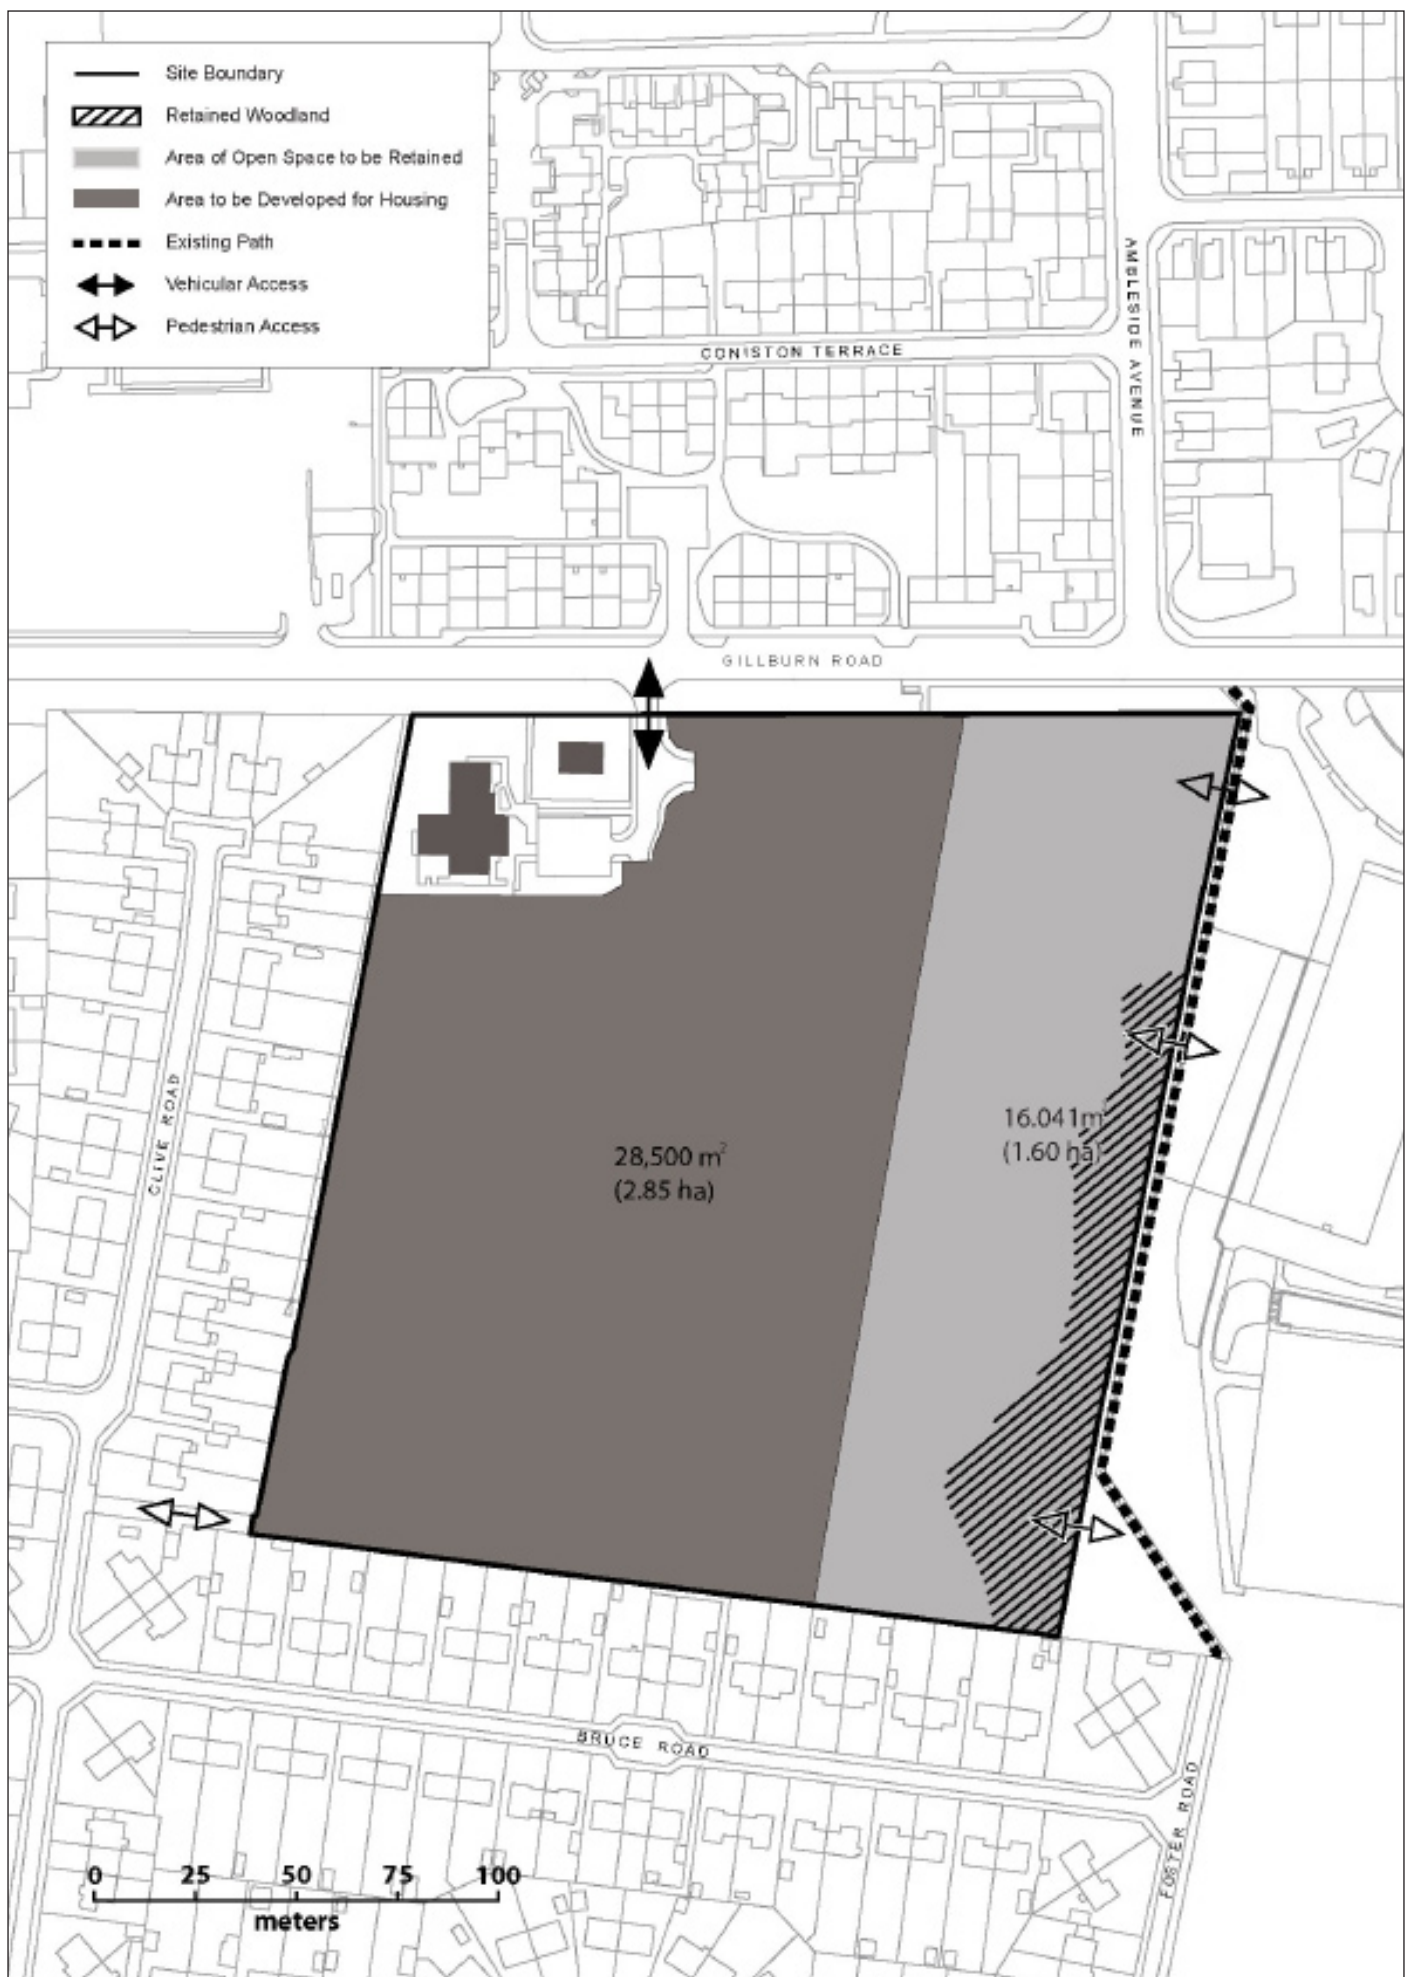 Site Boundary
Retained Woodland
Area of Open Space to be Retained
Area to be Developed for Housing
Existing Path
Vehicular Access
Pedestrian Access
AMBLESIDE AVENUE
CONISTON TERRACE
GILLBURN ROAD
CLIVE ROAD
16.041m²
(1.60 ha)
28,500 m²
(2.85 ha)
BRUCE ROAD
FOSTER ROAD
0 25 50 75 100
meters